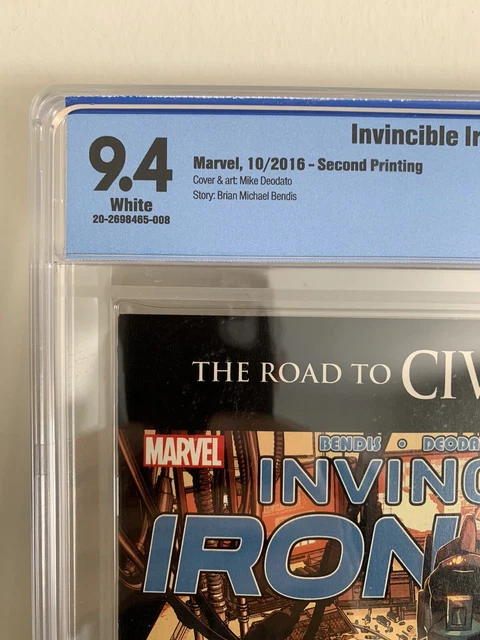 Invincible Ir
9.4
White
20-2698465-008
Marvel, 10/2016 - Second Printing
Cover & art: Mike Deodato
Story: Brian Michael Bendis
THE ROAD TO CIV
MARVEL
BENDIS • DEODA
INVINC
IRON